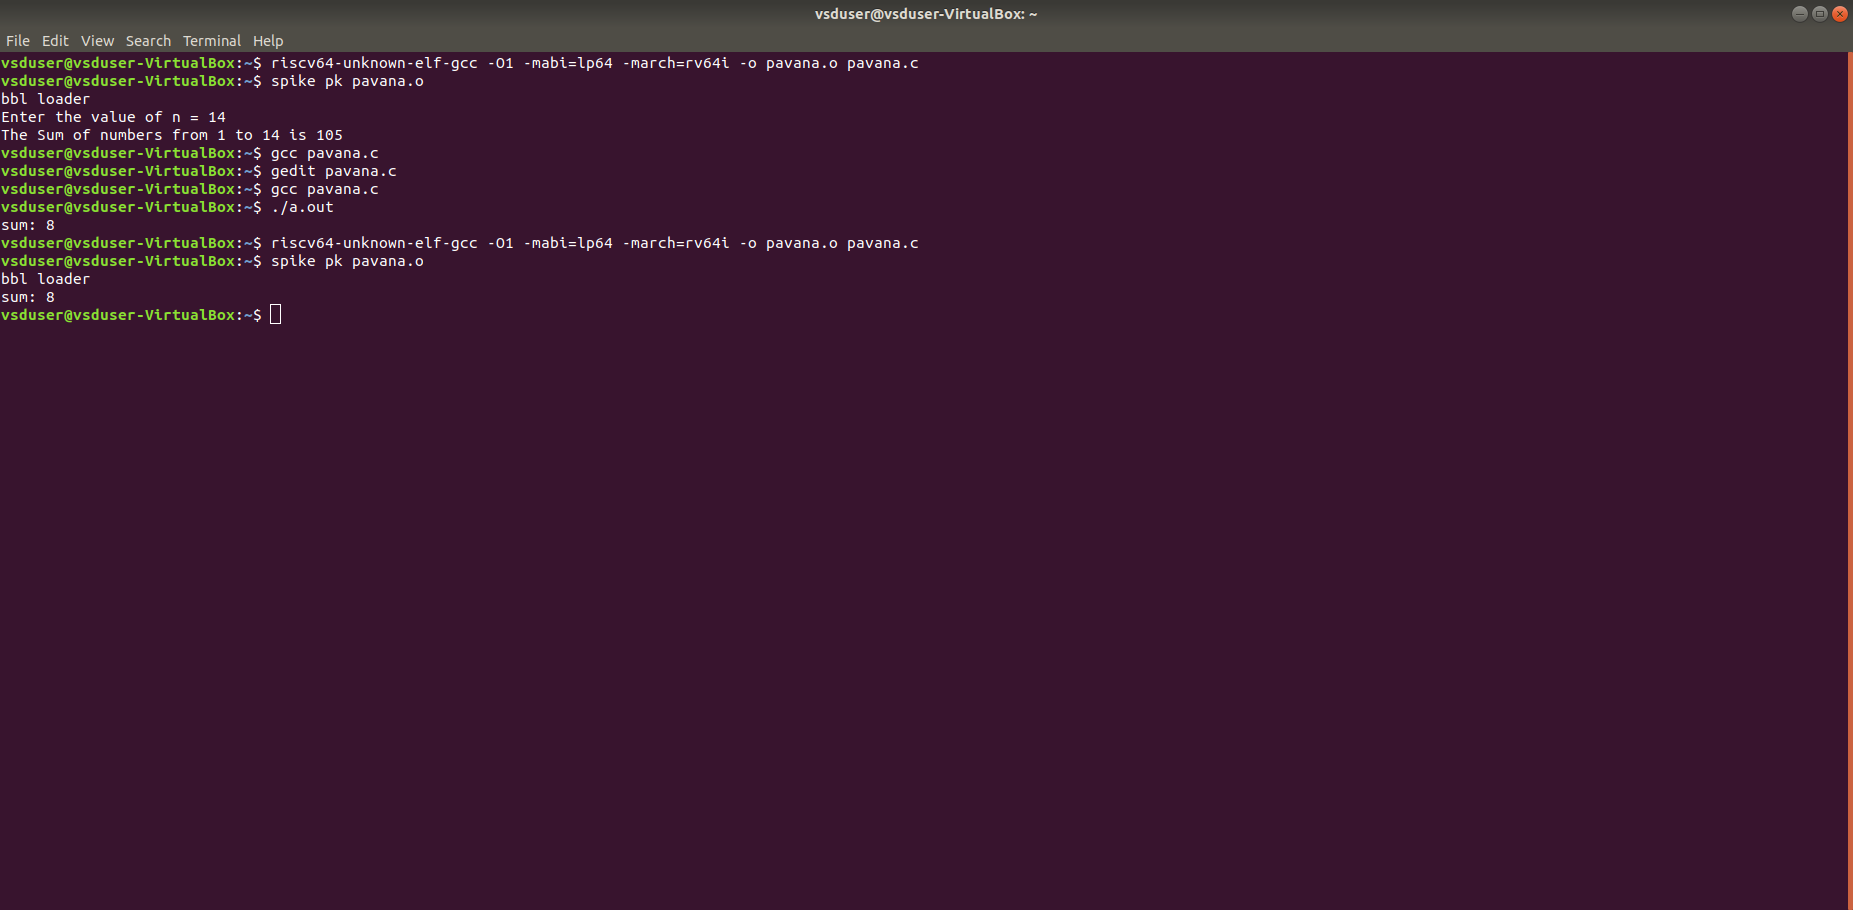 vsduser@vsduser-VirtualBox: ~
File Edit View Search Terminal Help
vsduser@vsduser-VirtualBox:~$ riscv64-unknown-elf-gcc -O1 -mabi=lp64 -march=rv64i -o pavana.o pavana.c
vsduser@vsduser-VirtualBox:~$ spike pk pavana.o
bbl loader
Enter the value of n = 14
The Sum of numbers from 1 to 14 is 105
vsduser@vsduser-VirtualBox:~$ gcc pavana.c
vsduser@vsduser-VirtualBox:~$ gedit pavana.c
vsduser@vsduser-VirtualBox:~$ gcc pavana.c
vsduser@vsduser-VirtualBox:~$ ./a.out
sum: 8
vsduser@vsduser-VirtualBox:~$ riscv64-unknown-elf-gcc -O1 -mabi=lp64 -march=rv64i -o pavana.o pavana.c
vsduser@vsduser-VirtualBox:~$ spike pk pavana.o
bbl loader
sum: 8
vsduser@vsduser-VirtualBox:~$